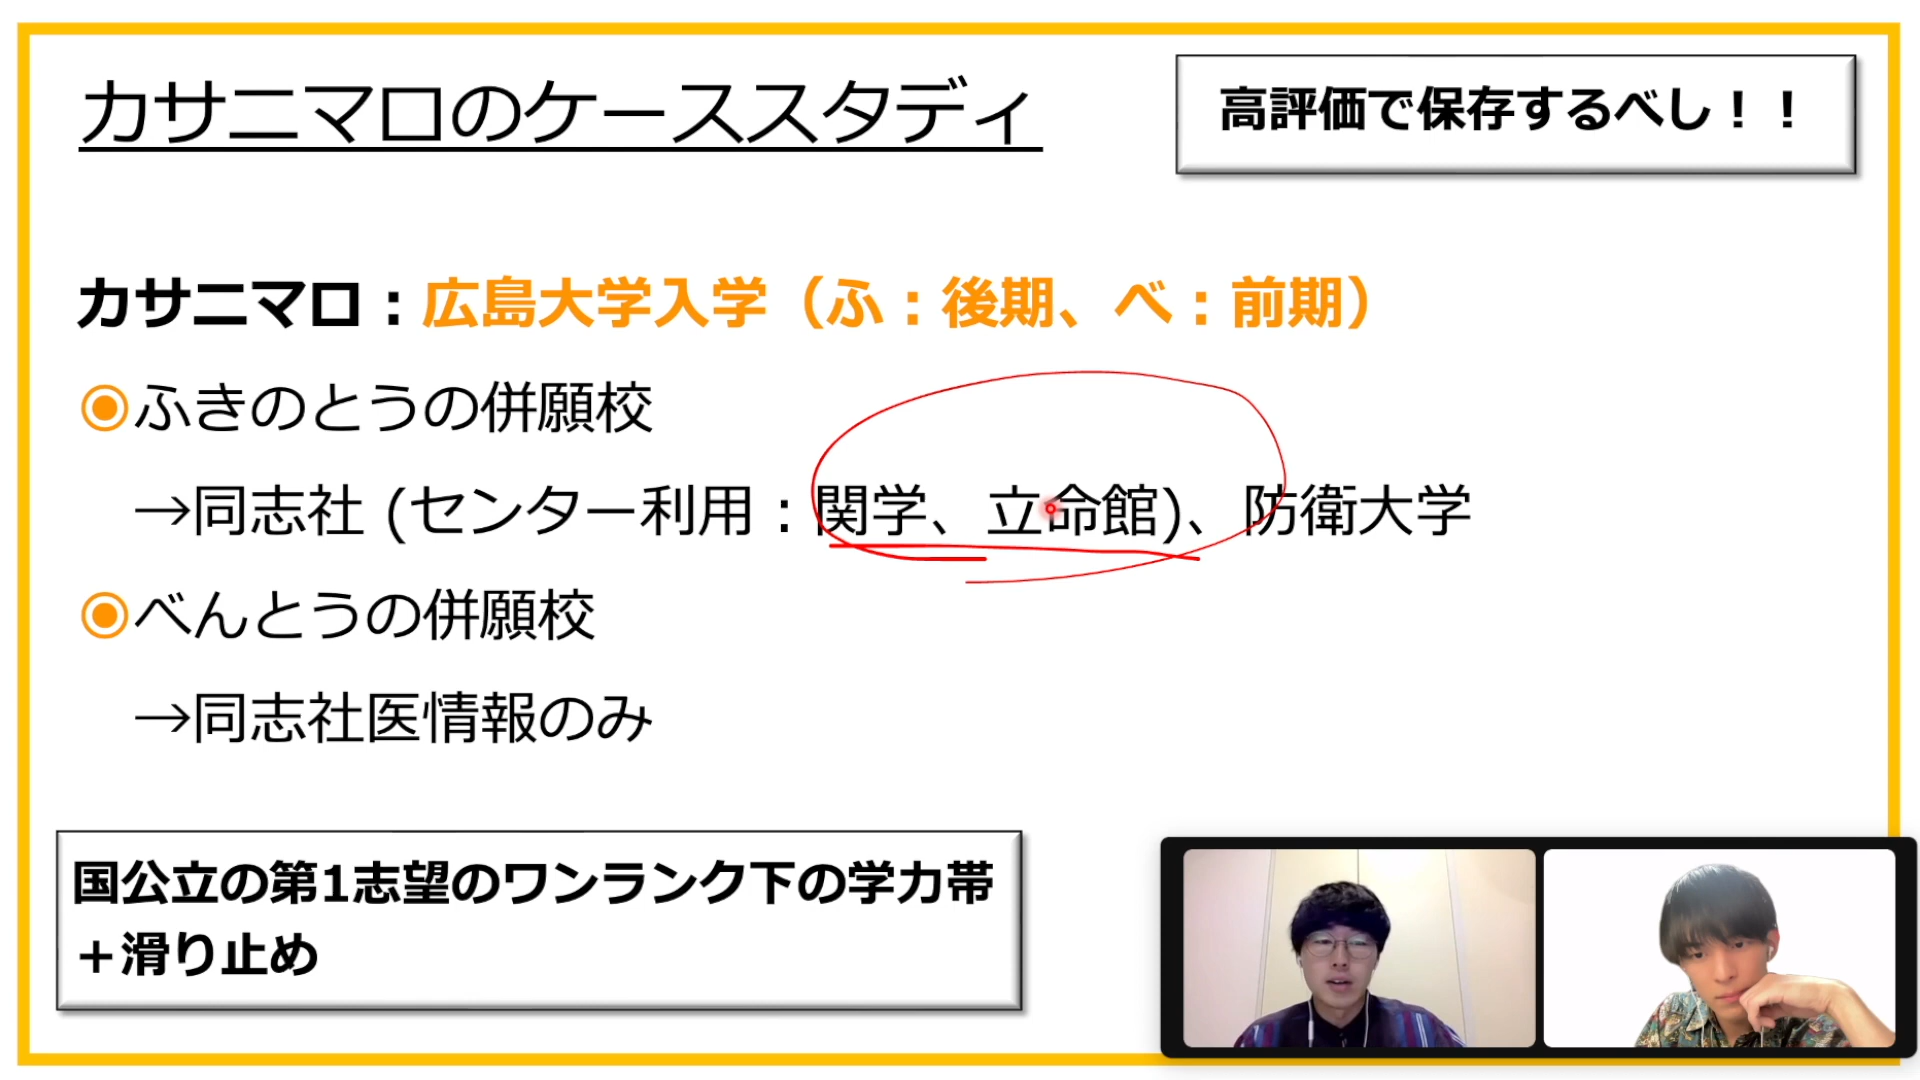 カサニマロのケーススタディ
高評価で保存するべし！！
カサニマロ：広島大学入学（ふ：後期、べ：前期）
◉ふきのとうの併願校
→同志社 (センター利用：関学、立命館)、防衛大学
◉べんとうの併願校
→同志社医情報のみ
国公立の第1志望のワンランク下の学力帯
＋滑り止め